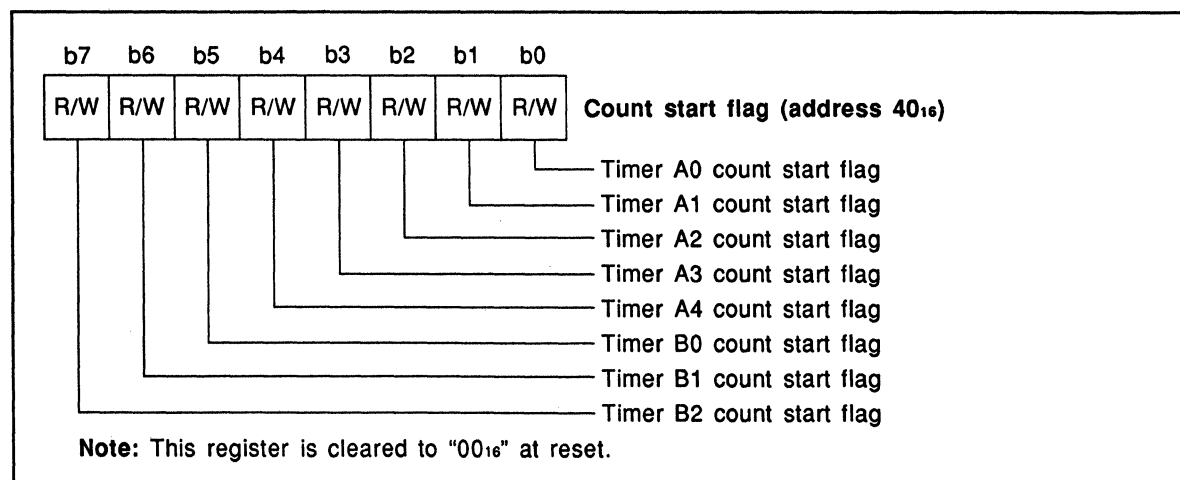 b7 b6 b5 b4 b3 b2 b1 b0
R/W R/W R/W R/W R/W R/W R/W R/W Count start flag (address 40₁₆)
Timer A0 count start flag
Timer A1 count start flag
Timer A2 count start flag
Timer A3 count start flag
Timer A4 count start flag
Timer B0 count start flag
Timer B1 count start flag
Timer B2 count start flag
Note: This register is cleared to “00₁₆” at reset.